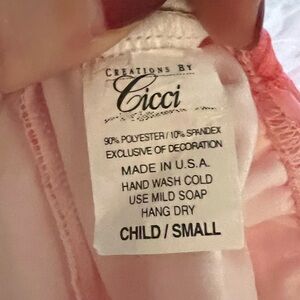 CREATIONS BY
Cicci
90% POLYESTER / 10% SPANDEX
EXCLUSIVE OF DECORATION
MADE IN U.S.A.
HAND WASH COLD
USE MILD SOAP
HANG DRY
CHILD / SMALL